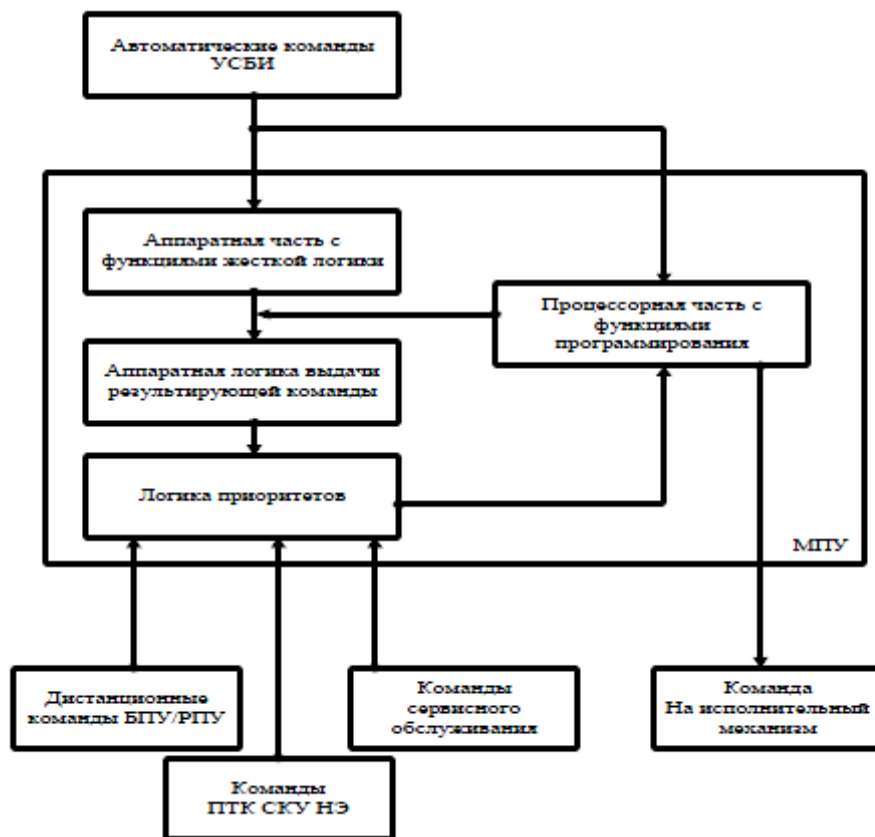 Автоматические команды
УСБИ
Аппаратная часть с
функциями жесткой логики
Процессорная часть с
функциями
программирования
Аппаратная логика выдачи
результирующей команды
Логика приоритетов
МПУ
Дистанционные
команды БПУ/РПУ
Команды
сервисного
обслуживания
Команда
На исполнительный
механизм
Команды
ПТК СКУ НЭ